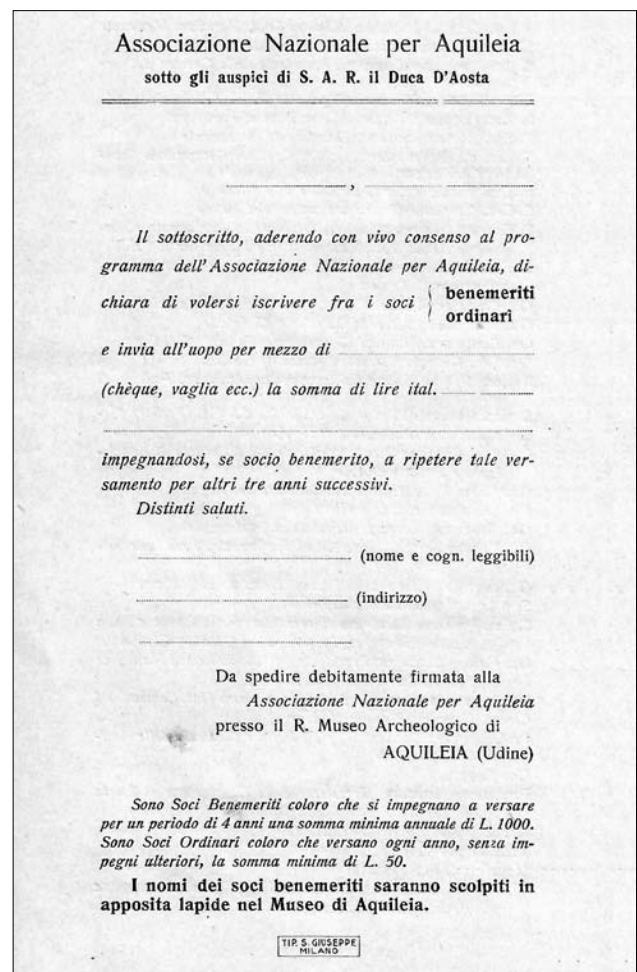 Associazione Nazionale per Aquileia
sotto gli auspici di S. A. R. il Duca D'Aosta
,
Il sottoscritto, aderendo con vivo consenso al pro-
gramma dell'Associazione Nazionale per Aquileia, di-
chiara di volersi iscrivere fra i soci { benemeriti
ordinari
e invia all'uopo per mezzo di
(chèque, vaglia ecc.) la somma di lire ital.
impegnandosi, se socio benemerito, a ripetere tale ver-
samento per altri tre anni successivi.
Distinti saluti.
(nome e cogn. leggibili)
(indirizzo)
Da spedire debitamente firmata alla
Associazione Nazionale per Aquileia
presso il R. Museo Archeologico di
AQUILEIA (Udine)
Sono Soci Benemeriti coloro che si impegnano a versare
per un periodo di 4 anni una somma minima annuale di L. 1000.
Sono Soci Ordinari coloro che versano ogni anno, senza im-
pegni ulteriori, la somma minima di L. 50.
I nomi dei soci benemeriti saranno scolpiti in
apposita lapide nel Museo di Aquileia.
TIP. S. GIUSEPPE
MILANO